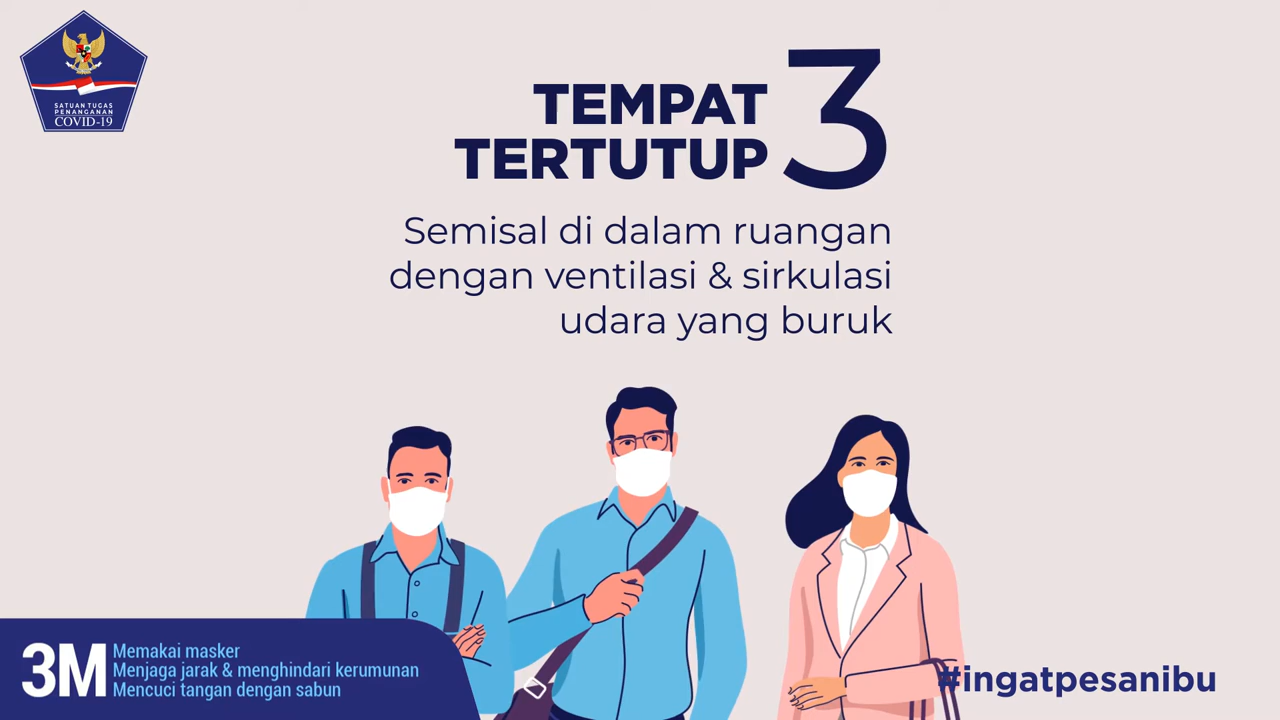 SATUAN TUGAS
PENANGANAN
COVID-19
TEMPAT
TERTUTUP
3
Semisal di dalam ruangan
dengan ventilasi & sirkulasi
udara yang buruk
3M
Memakai masker
Menjaga jarak & menghindari kerumunan
Mencuci tangan dengan sabun
#ingatpesanibu